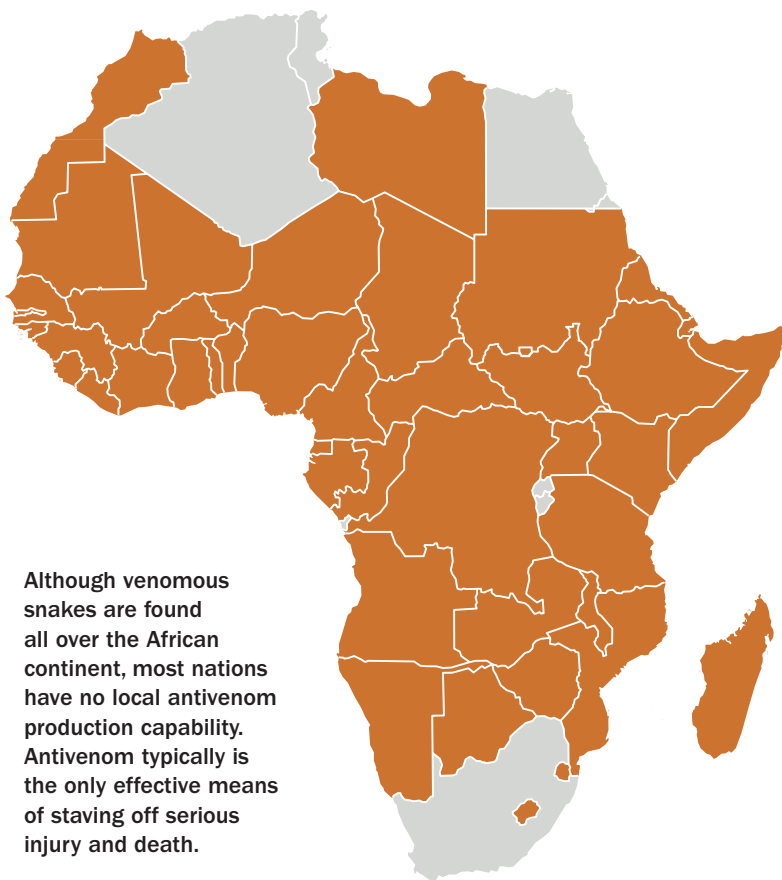 Although venomous
snakes are found
all over the African
continent, most nations
have no local antivenom
production capability.
Antivenom typically is
the only effective means
of staving off serious
injury and death.